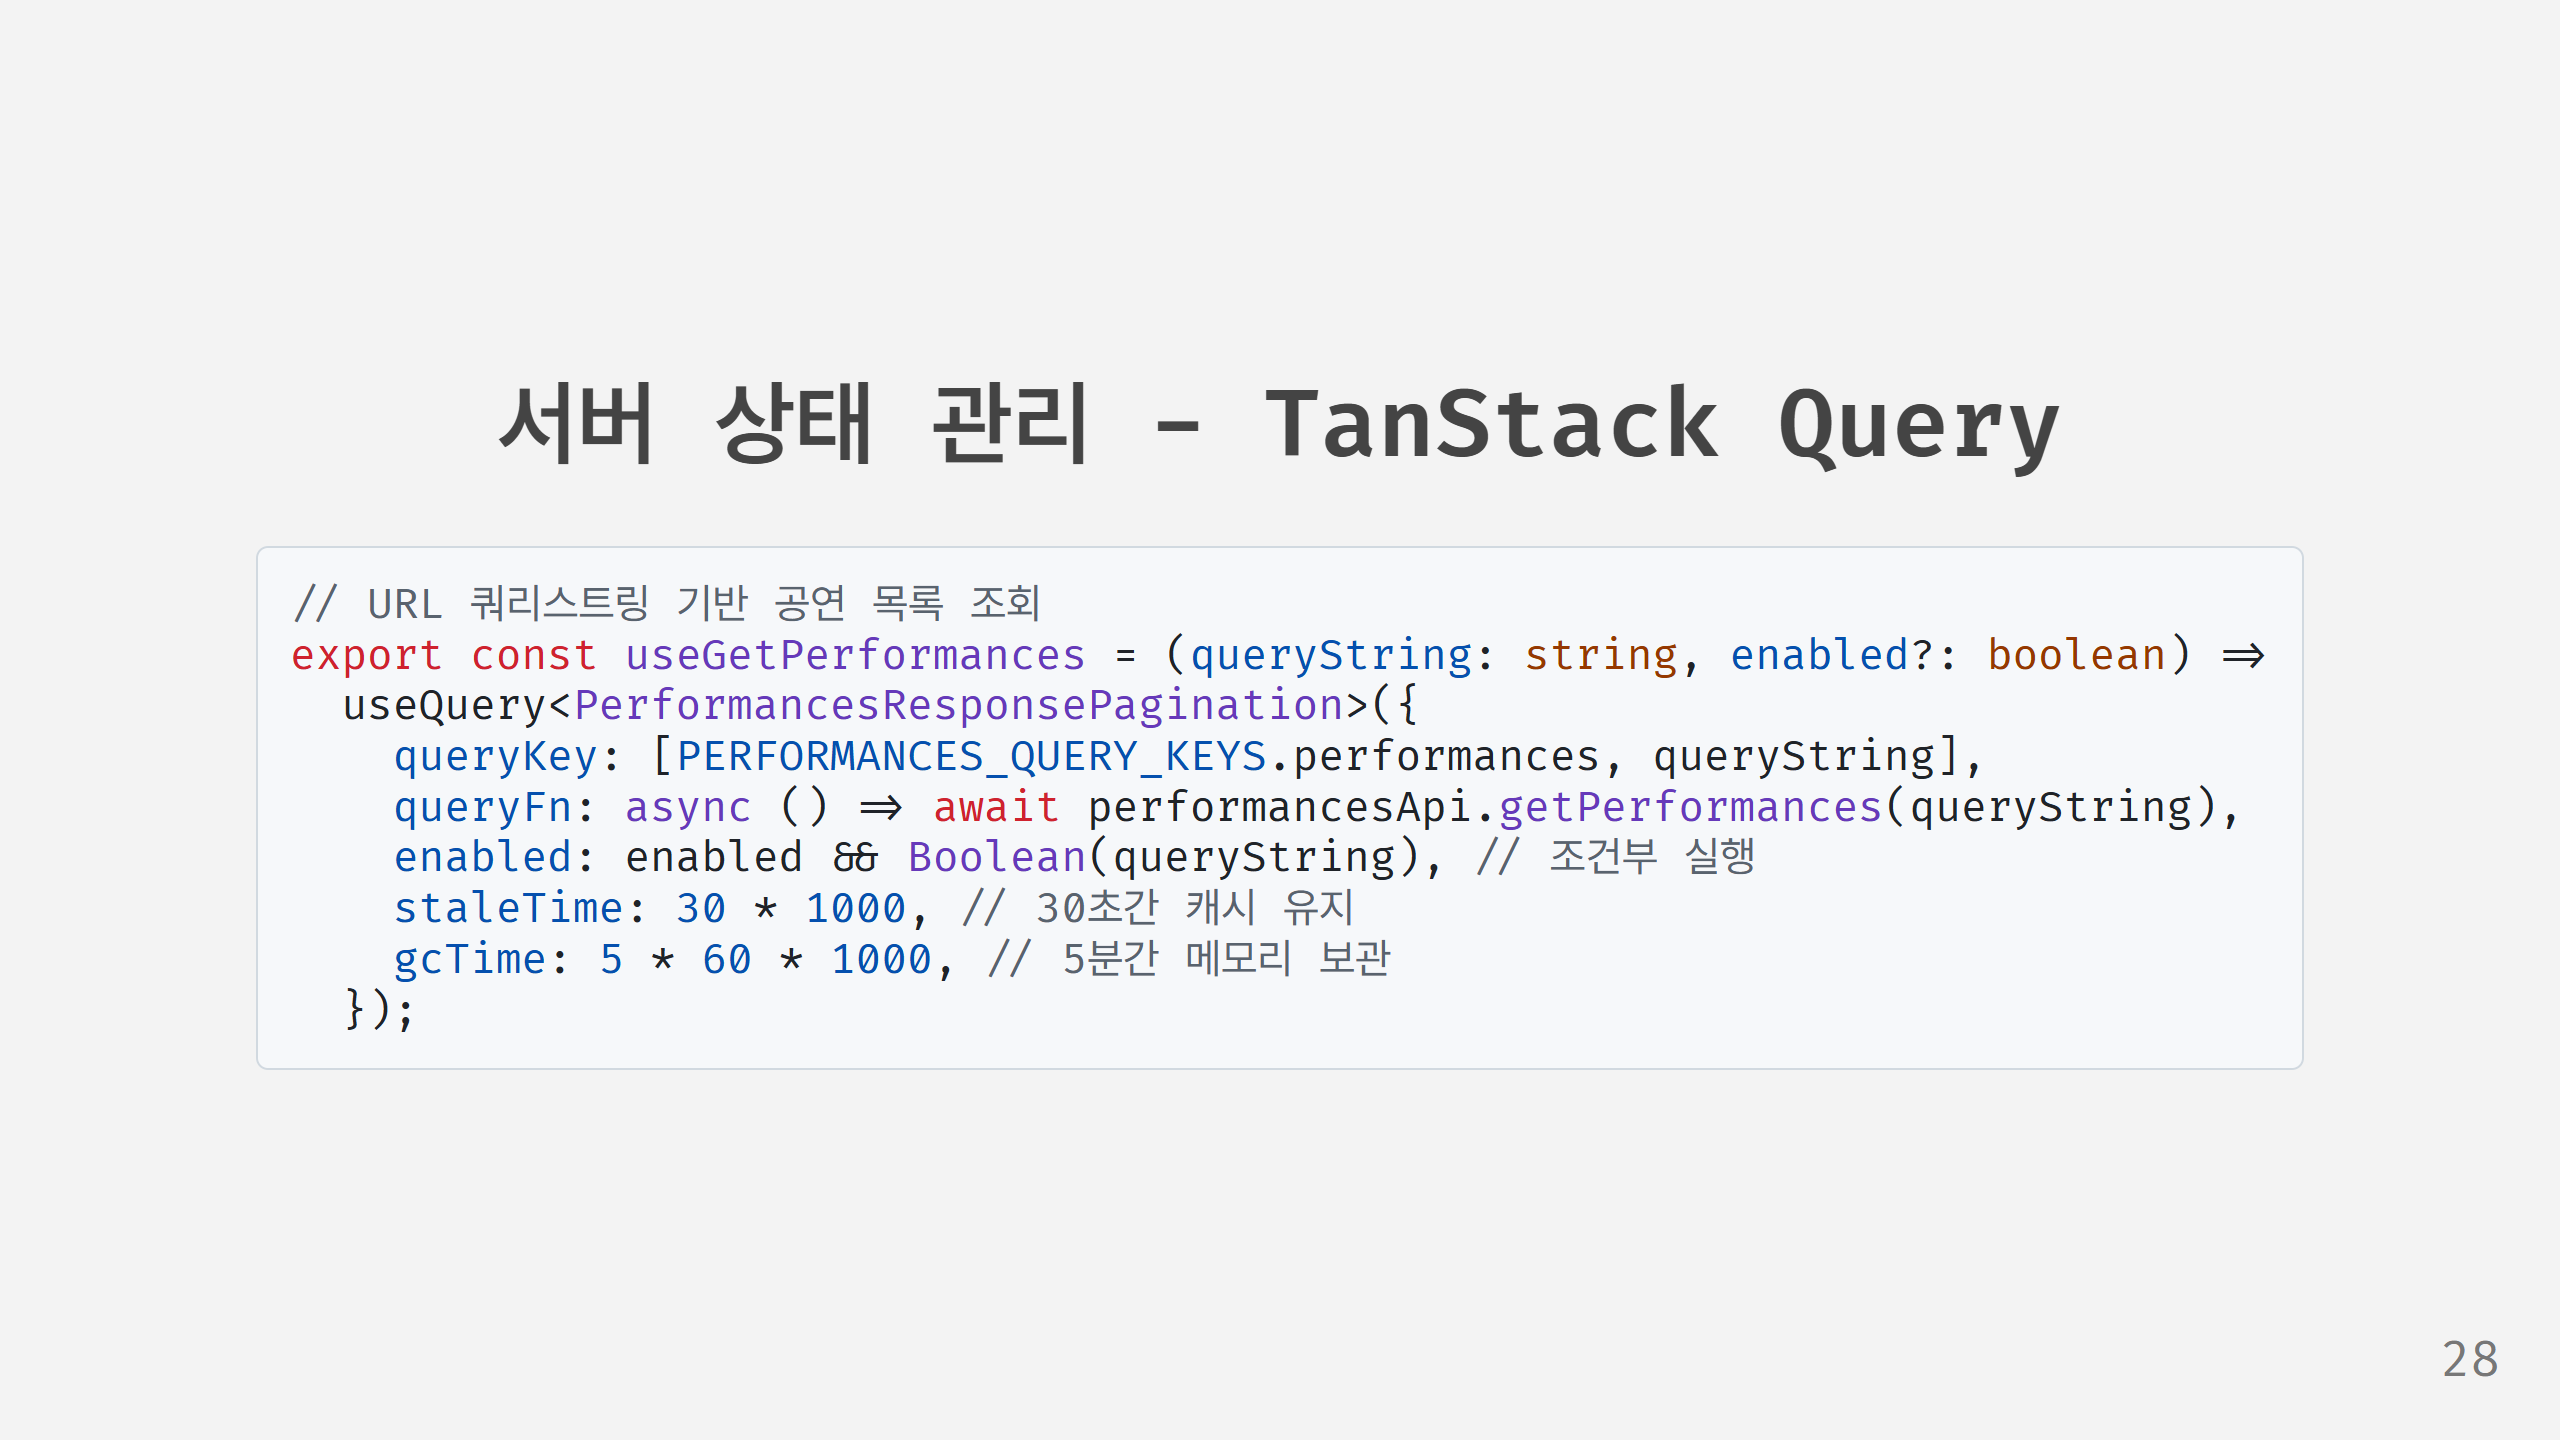 서버 상태 관리 - TanStack Query
// URL 쿼리스트링 기반 공연 목록 조회
export const useGetPerformances = (queryString: string, enabled?: boolean) =>
  useQuery<PerformancesResponsePagination>({
    queryKey: [PERFORMANCES_QUERY_KEYS.performances, queryString],
    queryFn: async () => await performancesApi.getPerformances(queryString),
    enabled: enabled && Boolean(queryString), // 조건부 실행
    staleTime: 30 * 1000, // 30초간 캐시 유지
    gcTime: 5 * 60 * 1000, // 5분간 메모리 보관
  });
28